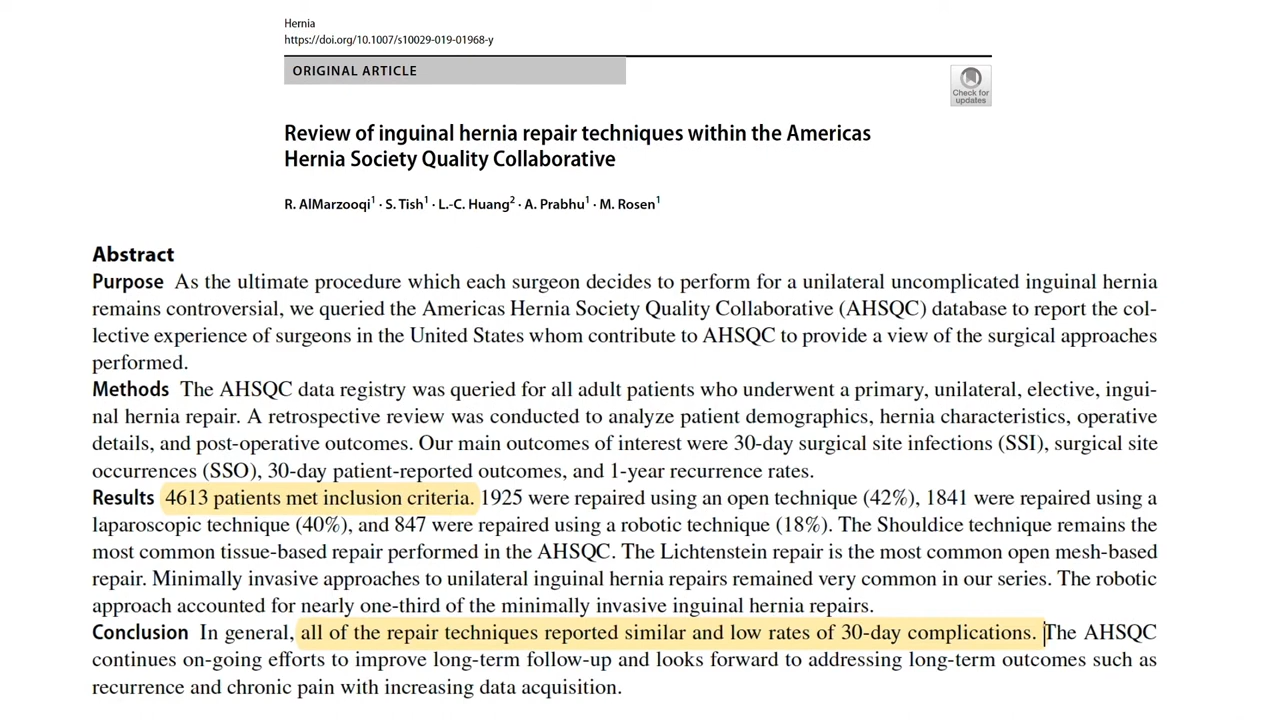 Hernia
https://doi.org/10.1007/s10029-019-01968-y
ORIGINAL ARTICLE
Check for
updates
Review of inguinal hernia repair techniques within the Americas
Hernia Society Quality Collaborative
R. AlMarzooqi1 · S. Tish1 · L.-C. Huang2 · A. Prabhu1 · M. Rosen1
Abstract
Purpose As the ultimate procedure which each surgeon decides to perform for a unilateral uncomplicated inguinal hernia
remains controversial, we queried the Americas Hernia Society Quality Collaborative (AHSQC) database to report the col-
lective experience of surgeons in the United States whom contribute to AHSQC to provide a view of the surgical approaches
performed.
Methods The AHSQC data registry was queried for all adult patients who underwent a primary, unilateral, elective, ingui-
nal hernia repair. A retrospective review was conducted to analyze patient demographics, hernia characteristics, operative
details, and post-operative outcomes. Our main outcomes of interest were 30-day surgical site infections (SSI), surgical site
occurrences (SSO), 30-day patient-reported outcomes, and 1-year recurrence rates.
Results 4613 patients met inclusion criteria. 1925 were repaired using an open technique (42%), 1841 were repaired using a
laparoscopic technique (40%), and 847 were repaired using a robotic technique (18%). The Shouldice technique remains the
most common tissue-based repair performed in the AHSQC. The Lichtenstein repair is the most common open mesh-based
repair. Minimally invasive approaches to unilateral inguinal hernia repairs remained very common in our series. The robotic
approach accounted for nearly one-third of the minimally invasive inguinal hernia repairs.
Conclusion In general, all of the repair techniques reported similar and low rates of 30-day complications. The AHSQC
continues on-going efforts to improve long-term follow-up and looks forward to addressing long-term outcomes such as
recurrence and chronic pain with increasing data acquisition.